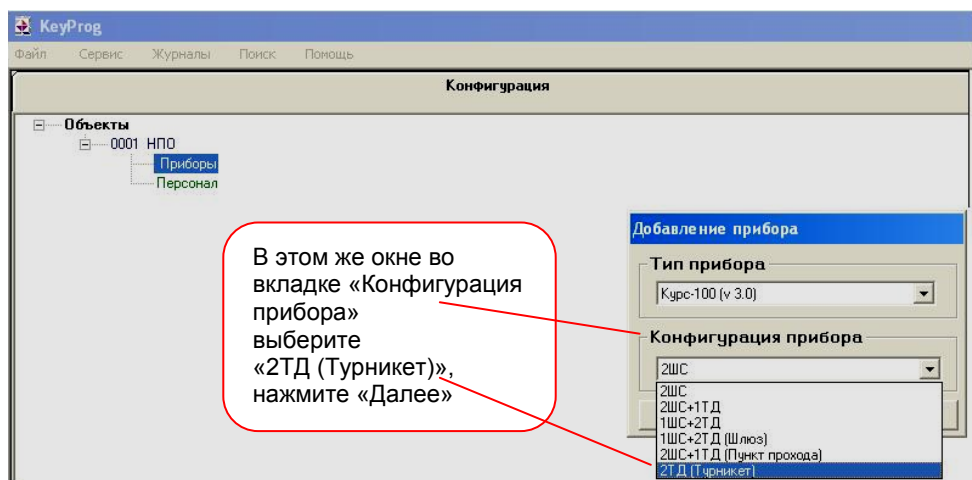 KeyProg
Файл Сервис Журналы Поиск Помощь
Конфигурация
Объекты
0001 НПО
Приборы
Персонал
В этом же окне во
вкладке «Конфигурация
прибора»
выберите
«2ТД (Турникет)»,
нажмите «Далее»
Добавление прибора
Тип прибора
Курс-100 (v 3.0)
Конфигурация прибора
2ШС
2ШС
2ШС+1ТД
1ШС+2ТД
1ШС+2ТД (Шлюз)
2ШС+1ТД (Пункт прохода)
2ТД (Турникет)